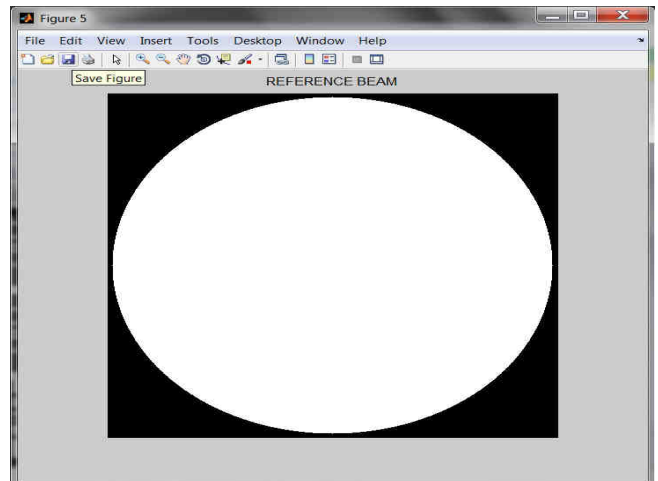 Figure 5
File Edit View Insert Tools Desktop Window Help
Save Figure
REFERENCE BEAM